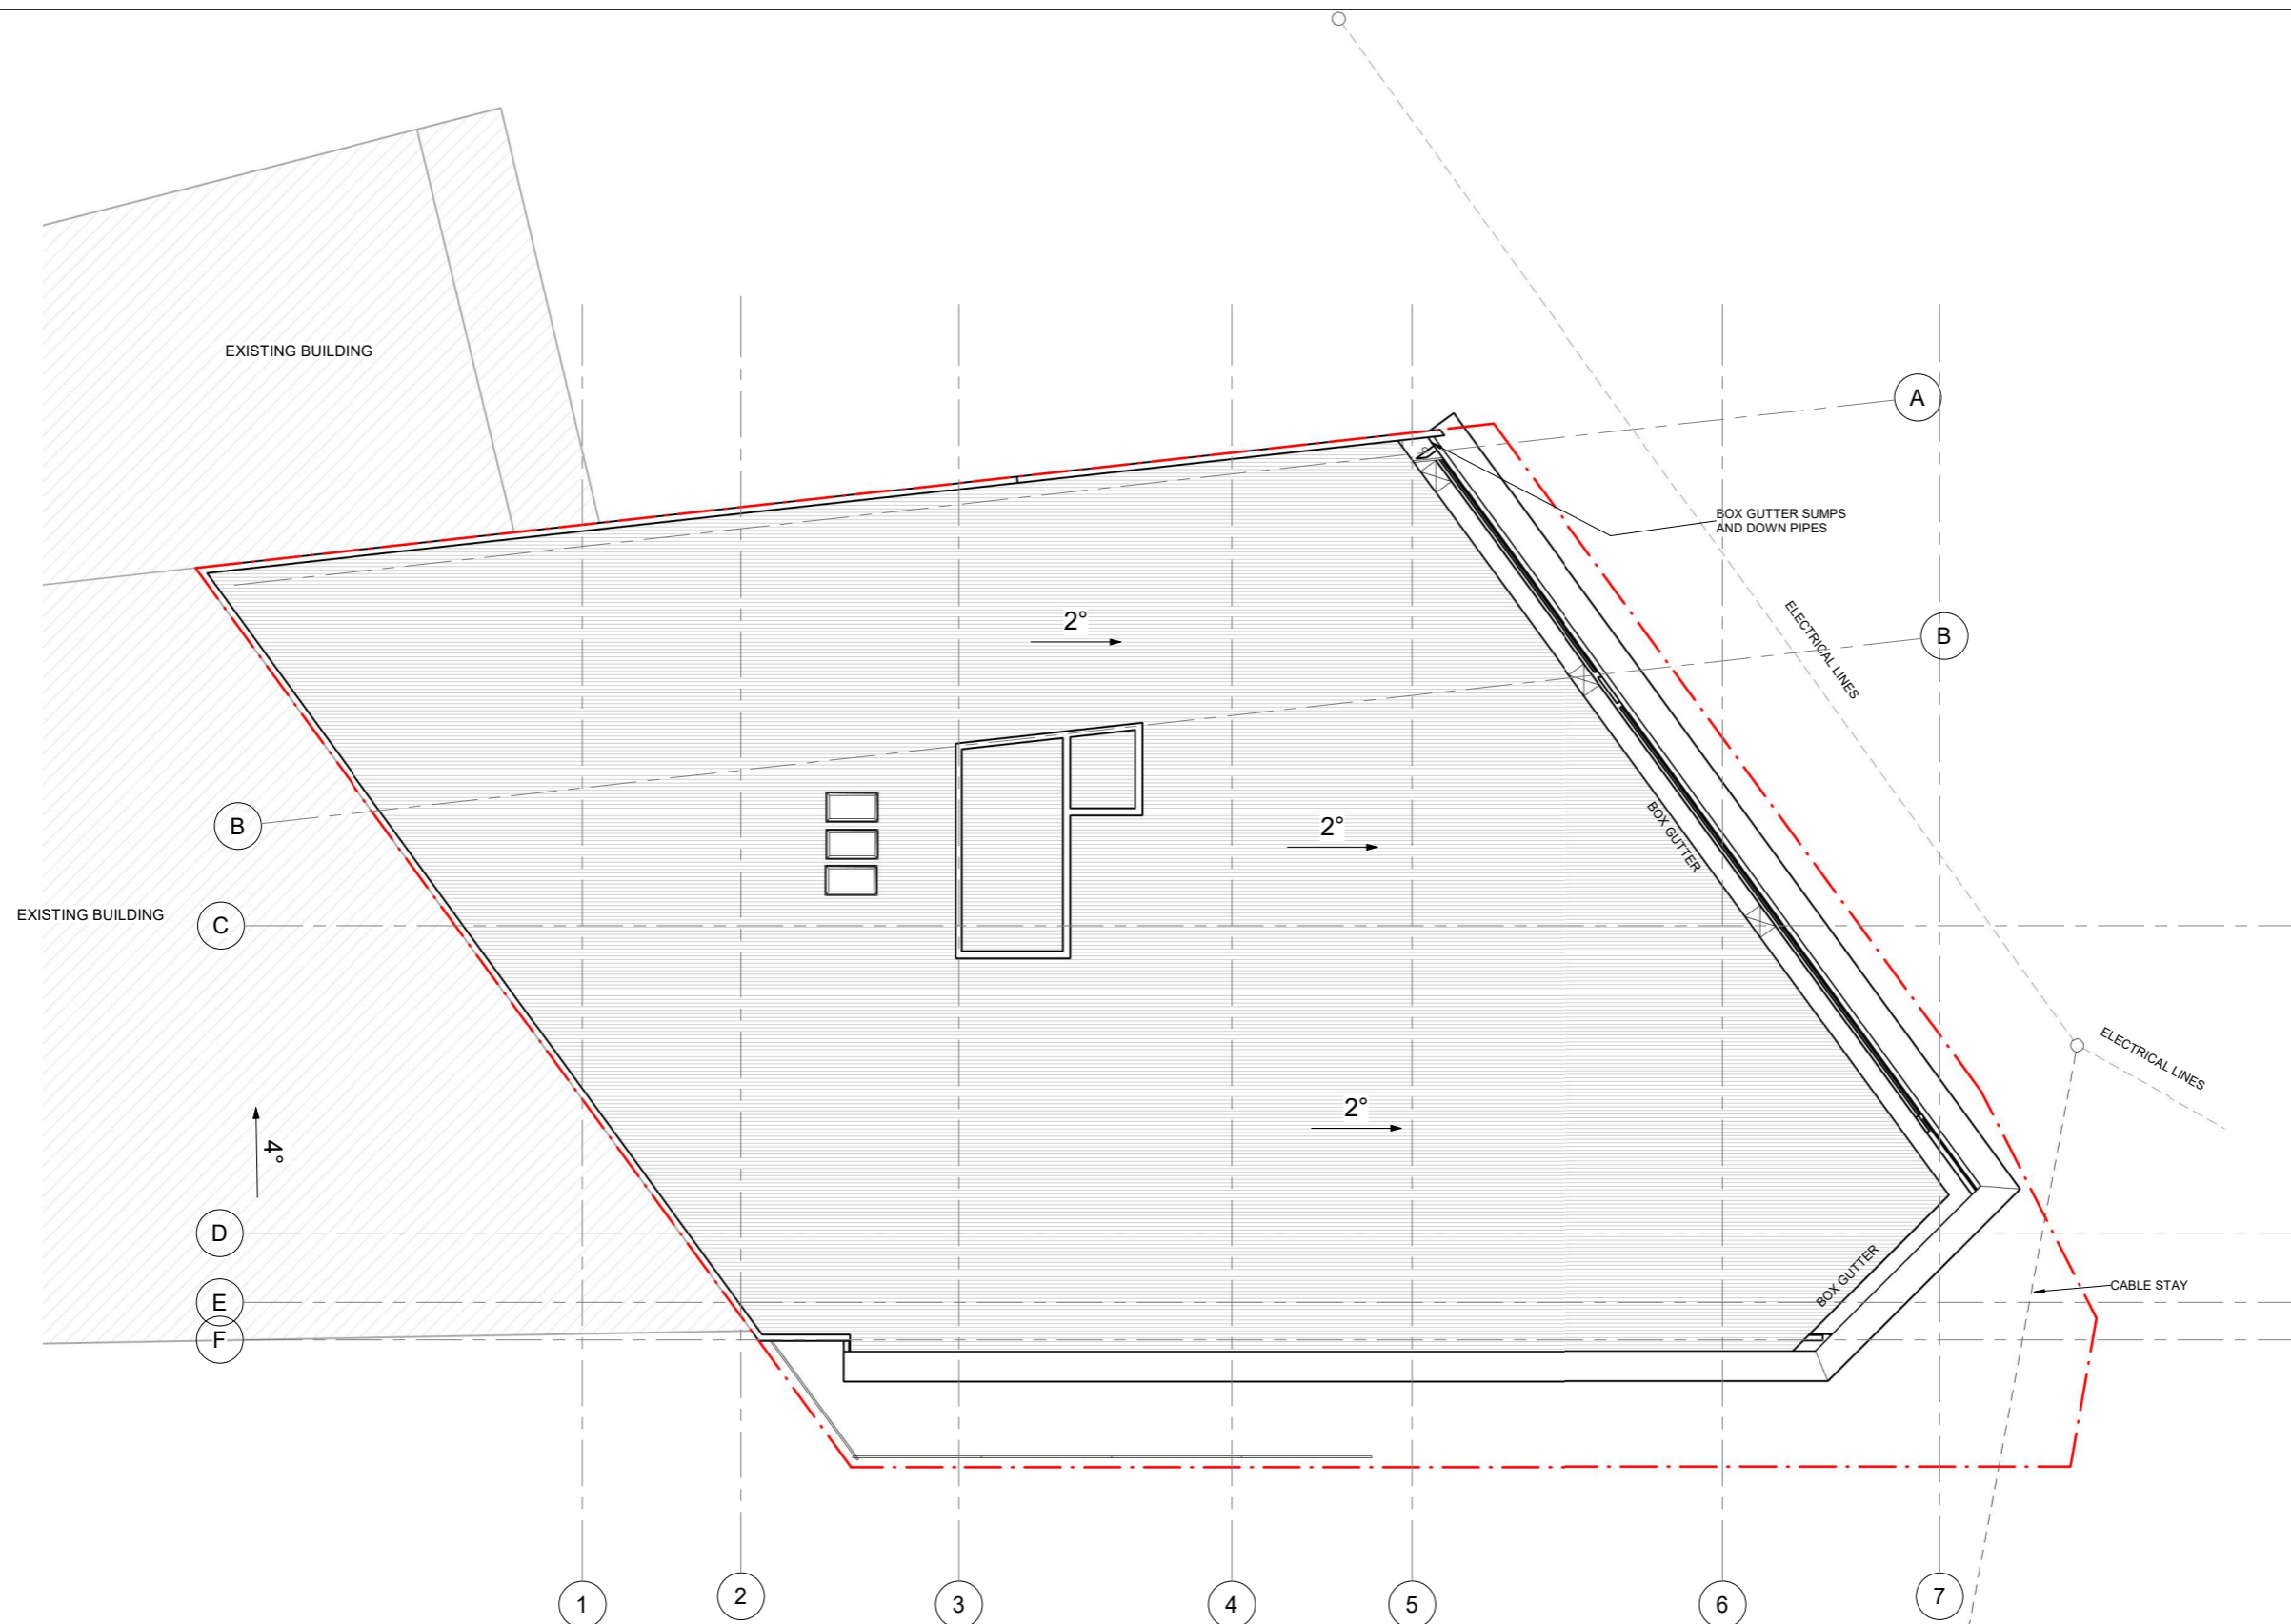 EXISTING BUILDING
A
BOX GUTTER SUMPS
AND DOWN PIPES
2°
ELECTRICAL LINES
B
B
2°
BOX GUTTER
EXISTING BUILDING
C
ELECTRICAL LINES
2°
4°
D
BOX GUTTER
CABLE STAY
E
F
1
2
3
4
5
6
7